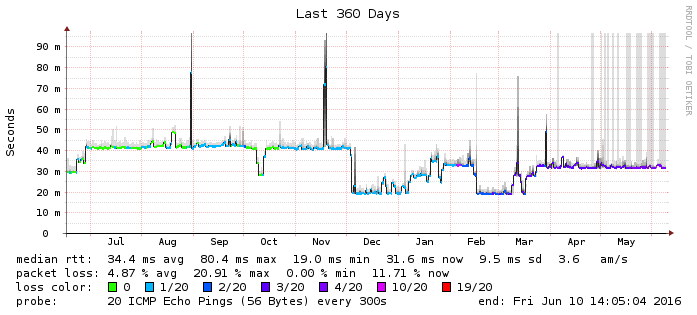 Last 360 Days
RRDTOOL / TOBI OETIKER
Seconds
90 m
80 m
70 m
60 m
50 m
40 m
30 m
20 m
10 m
0
Jul Aug Sep Oct Nov Dec Jan Feb Mar Apr May
median rtt: 34.4 ms avg 80.4 ms max 19.0 ms min 31.6 ms now 9.5 ms sd 3.6 am/s
packet loss: 4.87 % avg 20.91 % max 0.00 % min 11.71 % now
loss color: 0 1/20 2/20 3/20 4/20 10/20 19/20
probe: 20 ICMP Echo Pings (56 Bytes) every 300s end: Fri Jun 10 14:05:04 2016